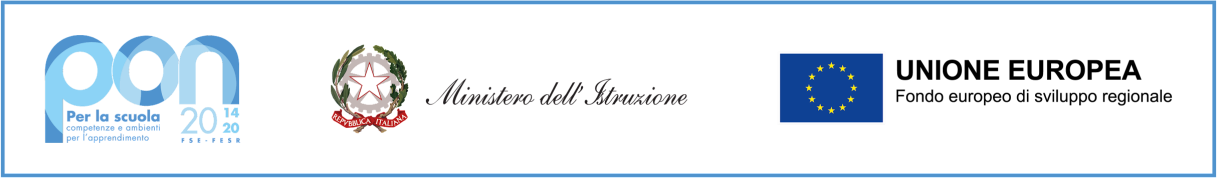 pon
Per la scuola
competenze e ambienti
per l'apprendimento
20 14
20
FSE-FESR
REPVBBLICA ITALIANA
Ministero dell'Istruzione
UNIONE EUROPEA
Fondo europeo di sviluppo regionale